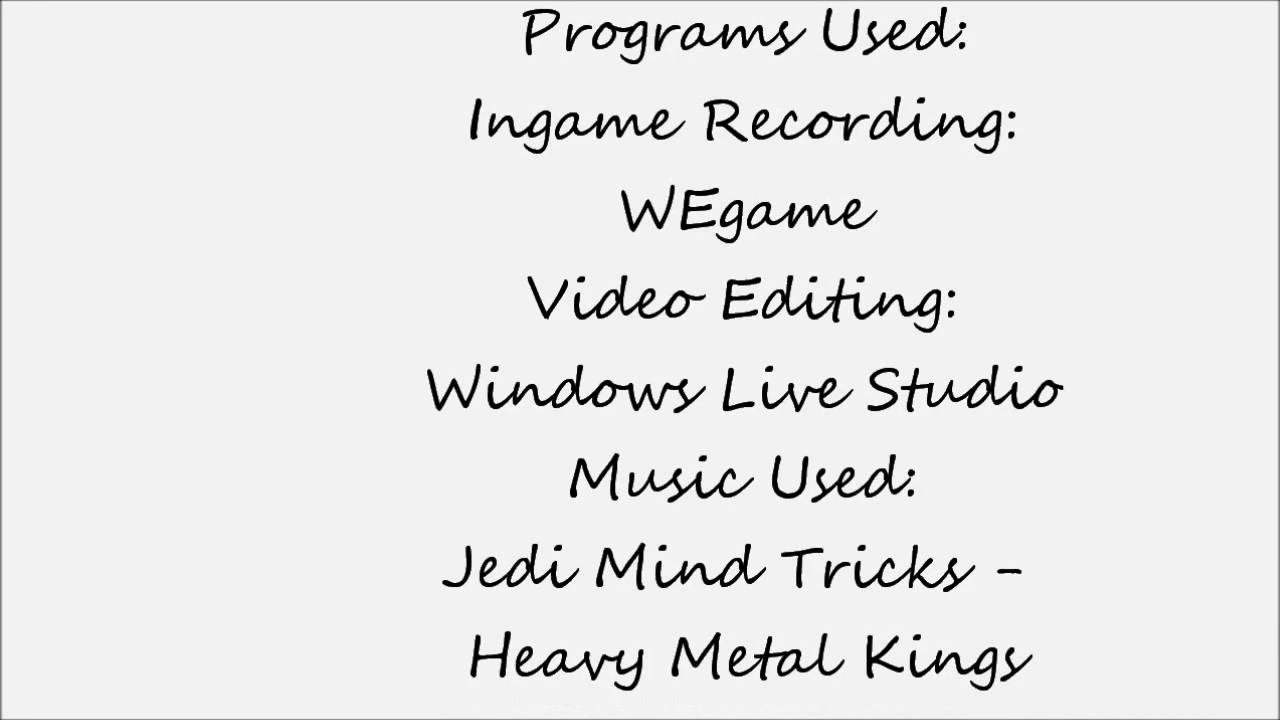 Programs Used:
Ingame Recording:
WEgame
Video Editing:
Windows Live Studio
Music Used:
Jedi Mind Tricks -
Heavy Metal Kings